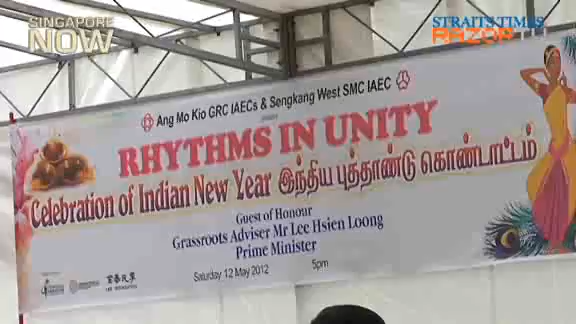 SINGAPORE
NOW
STRAITS TIMES
RAZORTV
Ang Mo Kio GRC IAECs & Sengkang West SMC IAEC
RHYTHMS IN UNITY
Celebration of Indian New Year இந்திய புத்தாண்டு கொண்டாட்டம்
Guest of Honour
Grassroots Adviser Mr Lee Hsien Loong
Prime Minister
Saturday 12 May 2012 5pm